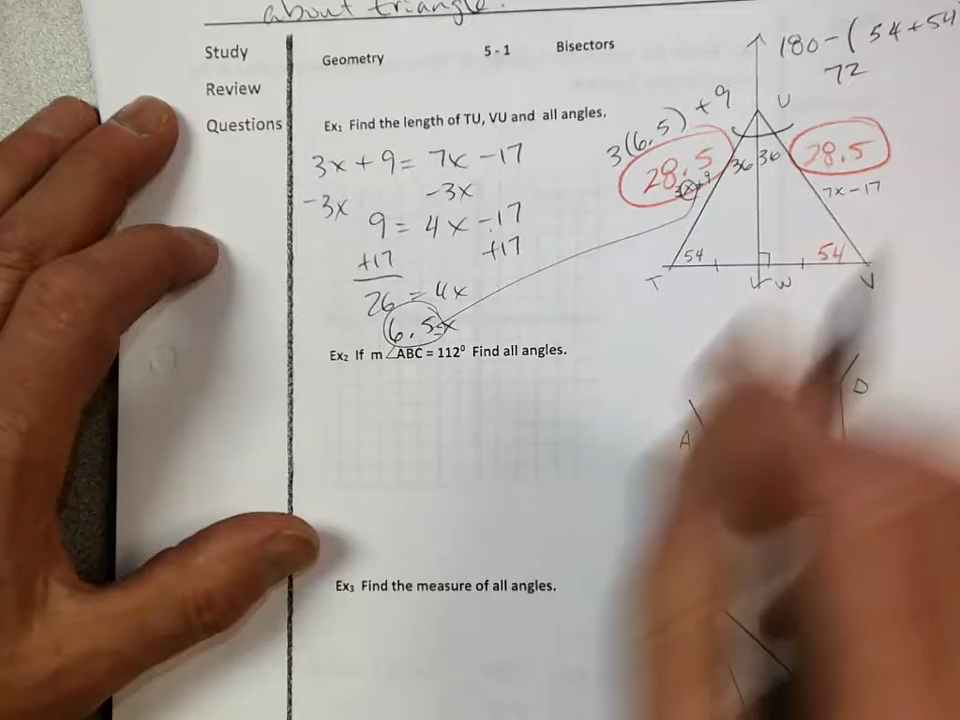 about triangle.
Study
Review
Questions
Geometry 5 - 1 Bisectors
Ex1 Find the length of TU, VU and all angles.
3x + 9 = 7x - 17
-3x -3x
9 = 4x - 17
+17 +17
26 = 4x
6.5 x
180 - ( 54 + 54
72
3(6.5) + 9
28.5
3x+9
U
36 36
28.5
7x - 17
54
54
T W V
Ex2 If m∠ABC = 112⁰ Find all angles.
D
A
Ex3 Find the measure of all angles.